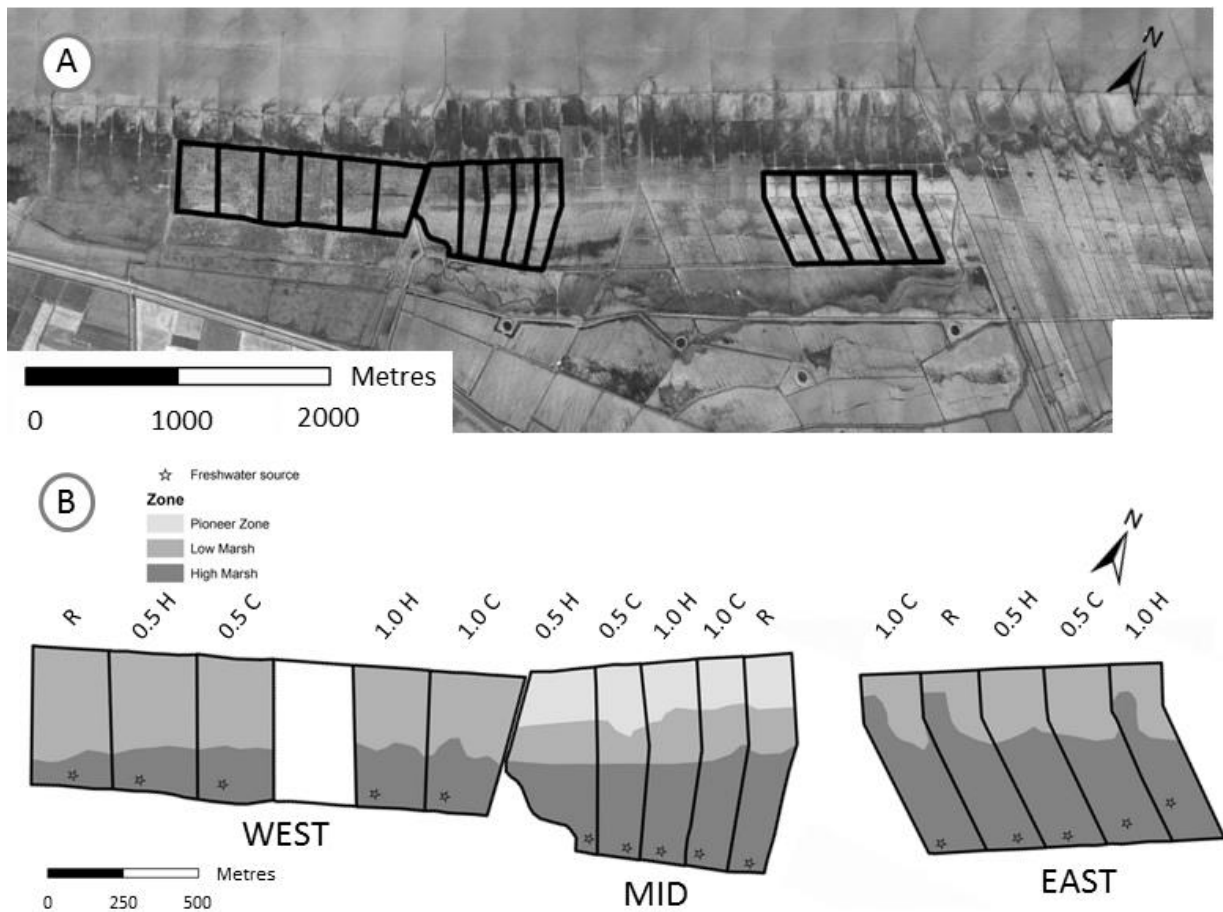 A
N
Metres
0 1000 2000
B
Freshwater source
Zone
Pioneer Zone
Low Marsh
High Marsh
N
R 0.5 H 0.5 C 1.0 H 1.0 C 0.5 H 0.5 C 1.0 H 1.0 C R 1.0 C R 0.5 H 0.5 C 1.0 H
WEST
MID
EAST
Metres
0 250 500